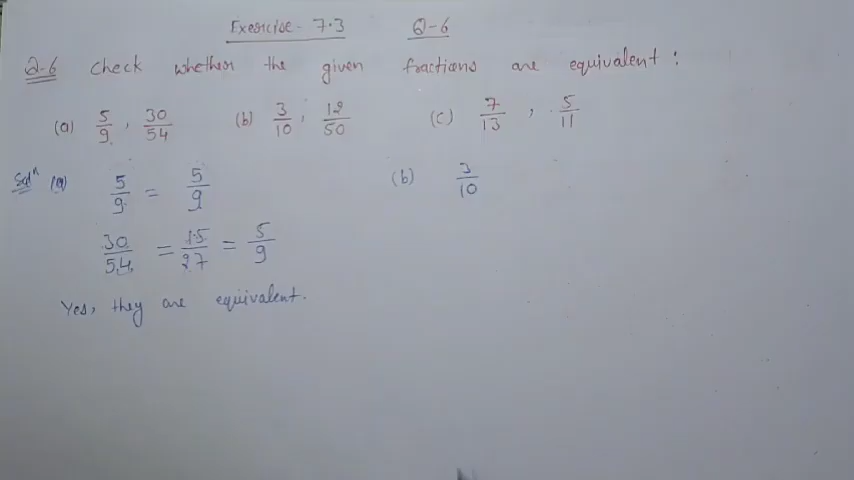 Exercise - 7.3 Q-6
Q-6 Check whether the given fractions are equivalent :
(a) 5/9 , 30/54 (b) 3/10 , 12/50 (c) 7/13 , 5/11
Solⁿ (a) 5/9 = 5/9 (b) 3/10
30/54 = 15/27 = 5/9
Yes, they are equivalent.